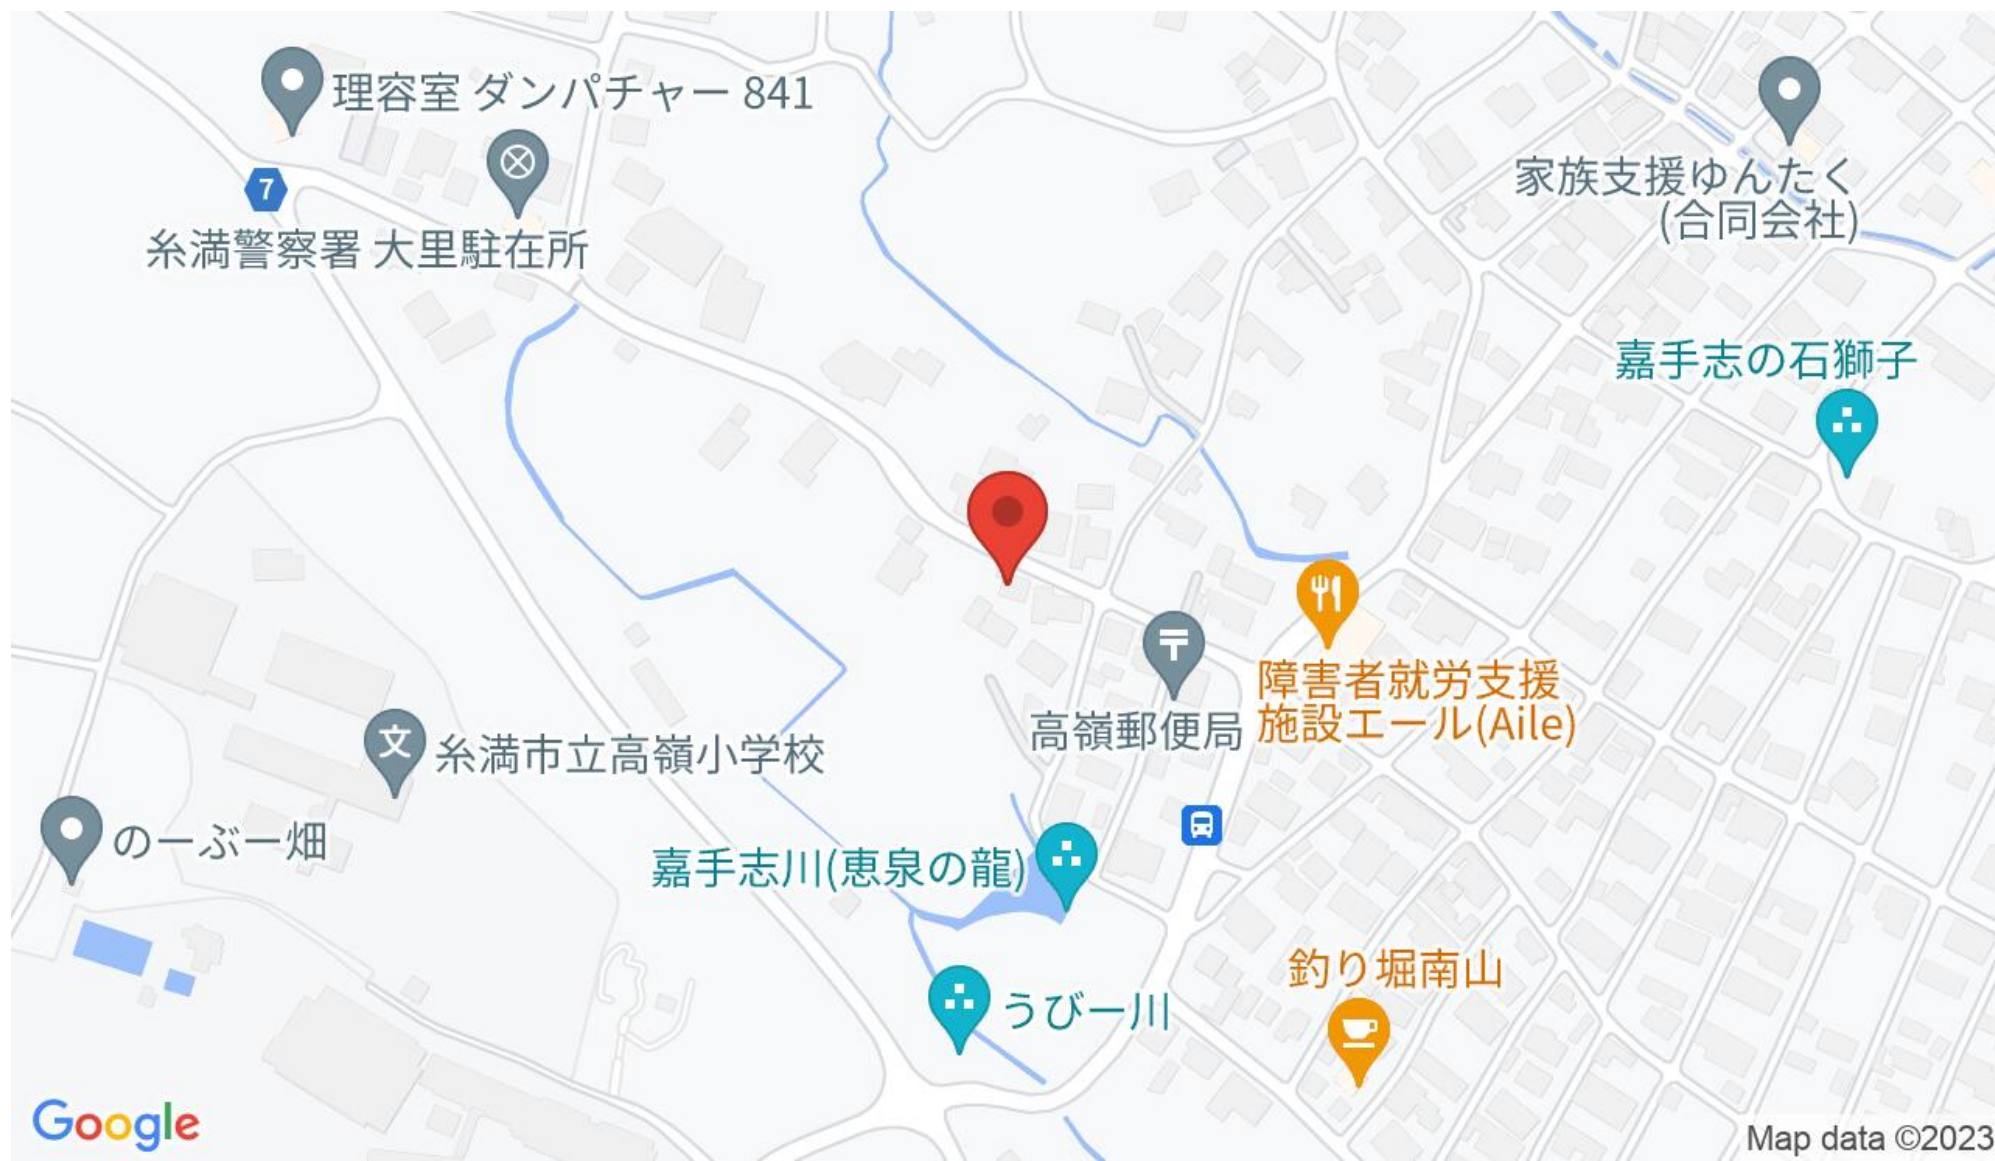 理容室 ダンパチャー 841
7
糸満警察署 大里駐在所
家族支援ゆんたく
(合同会社)
嘉手志の石獅子
〒
高嶺郵便局
障害者就労支援
施設エール(Aile)
文
糸満市立高嶺小学校
のーぶー畑
嘉手志川(恵泉の龍)
釣り堀南山
うびー川
Google
Map data ©2023